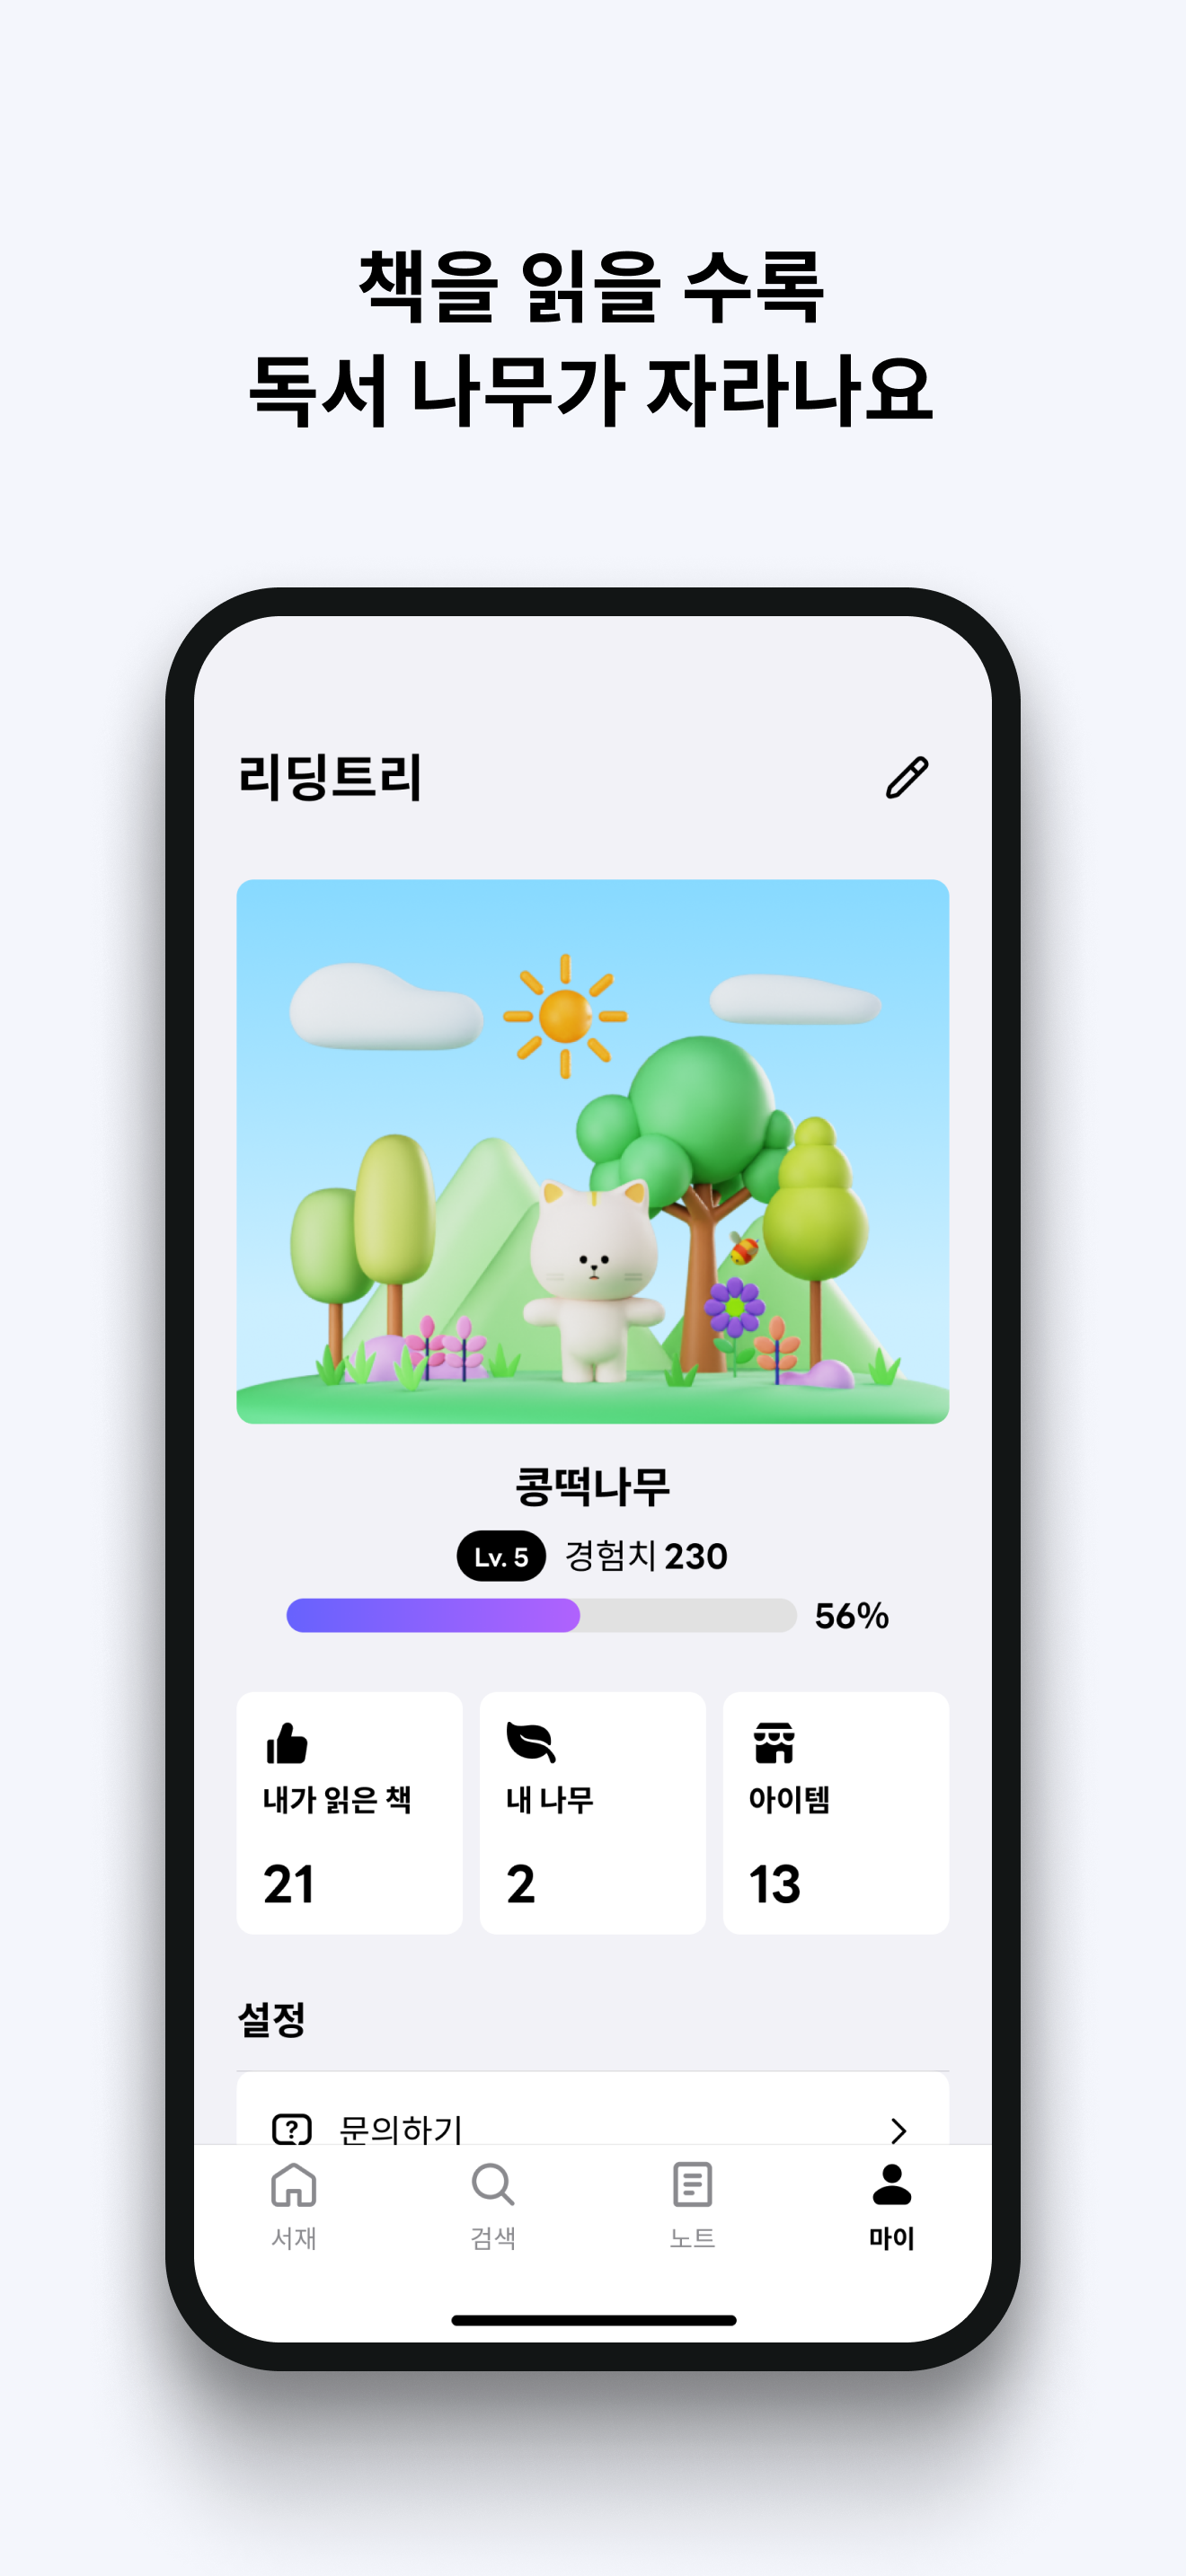 책을 읽을 수록
독서 나무가 자라나요
리딩트리
콩떡나무
Lv. 5 경험치 230
56%
내가 읽은 책 내 나무 아이템
21 2 13
설정
문의하기
서재 검색 노트 마이